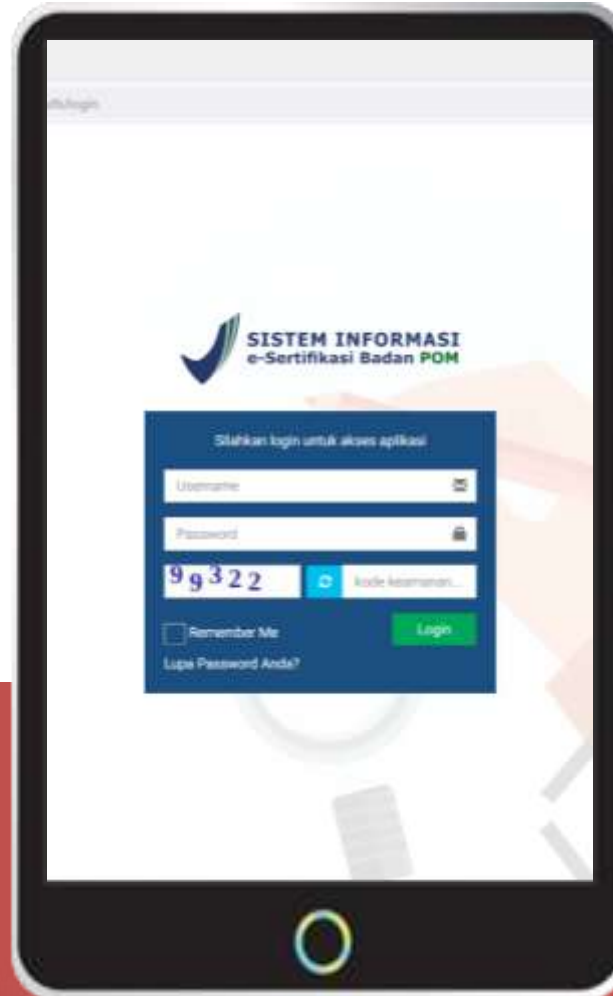 /login
SISTEM INFORMASI
e-Sertifikasi Badan POM
Silahkan login untuk akses aplikasi
Username
Password
99322
kode keamanan...
Remember Me
Login
Lupa Password Anda?